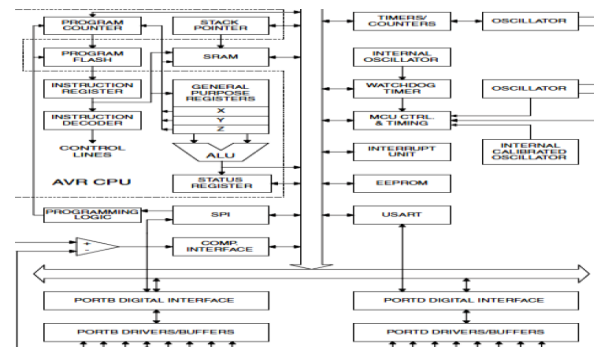 PROGRAM
COUNTER
STACK
POINTER
TIMERS/
COUNTERS
OSCILLATOR
PROGRAM
FLASH
SRAM
INTERNAL
OSCILLATOR
INSTRUCTION
REGISTER
GENERAL
PURPOSE
REGISTERS
WATCHDOG
TIMER
OSCILLATOR
X
Y
Z
INSTRUCTION
DECODER
MCU CTRL.
& TIMING
CONTROL
LINES
ALU
INTERRUPT
UNIT
INTERNAL
CALIBRATED
OSCILLATOR
AVR CPU
STATUS
REGISTER
EEPROM
PROGRAMMING
LOGIC
SPI
USART
+
-
COMP.
INTERFACE
PORTB DIGITAL INTERFACE
PORTD DIGITAL INTERFACE
PORTB DRIVERS/BUFFERS
PORTD DRIVERS/BUFFERS